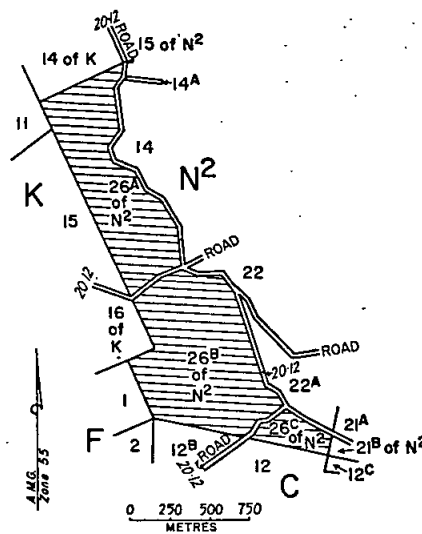 20·12
ROAD
15 of N²
14 of K
14A
11
14
N²
K
26A
of
N²
15
ROAD
20·12
22
16
of
K
ROAD
26B
of
N²
20·12
22A
1
26C
of N²
21A
F
2
12B
21B of N²
ROAD
20·12
12
12C
C
A.M.G.
Zone 55
0 250 500 750
METRES